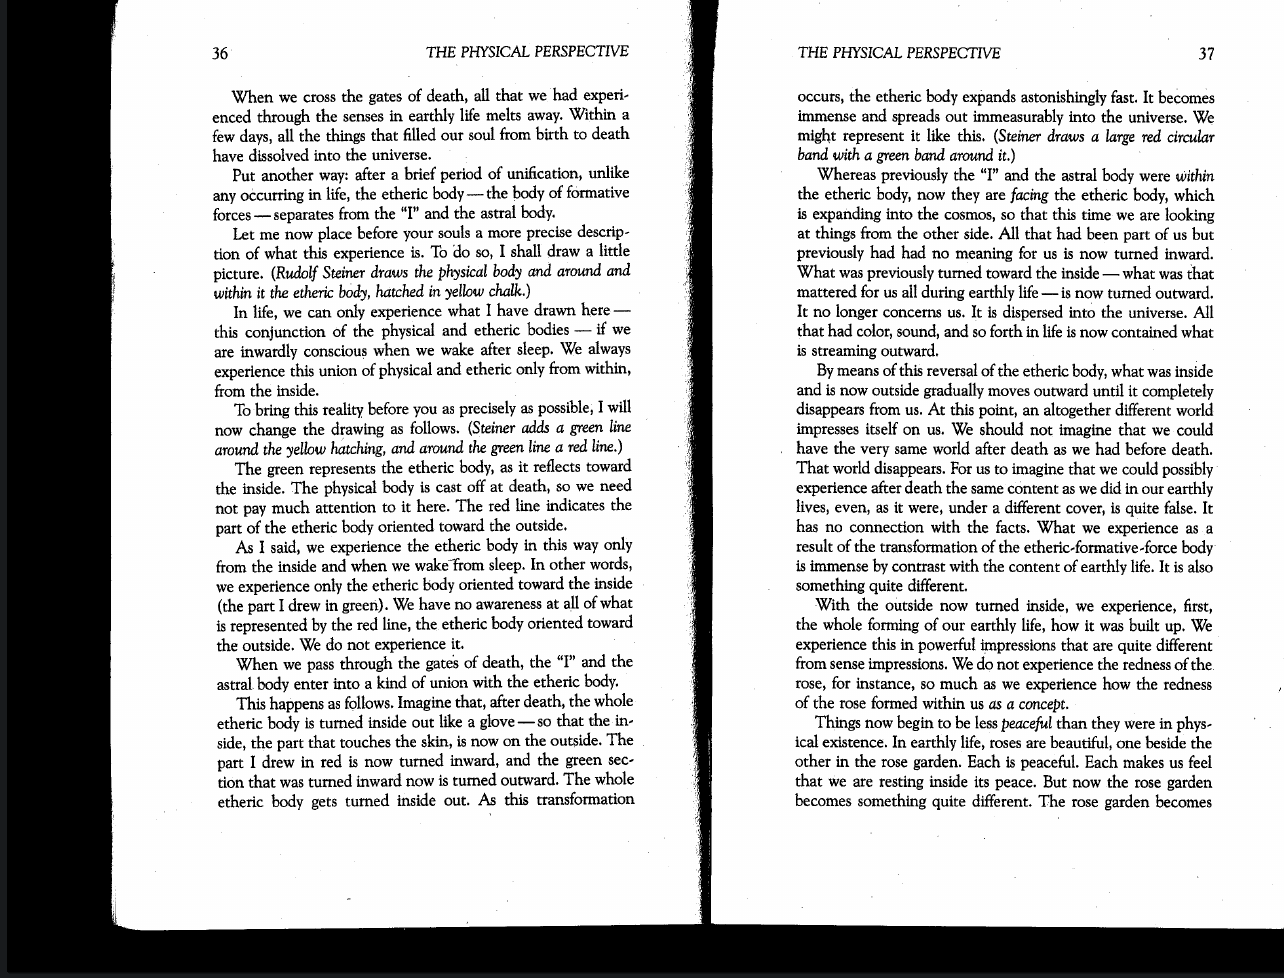 36 THE PHYSICAL PERSPECTIVE
When we cross the gates of death, all that we had experi-
enced through the senses in earthly life melts away. Within a
few days, all the things that filled our soul from birth to death
have dissolved into the universe.
Put another way: after a brief period of unification, unlike
any occurring in life, the etheric body — the body of formative
forces — separates from the “I” and the astral body.
Let me now place before your souls a more precise descrip-
tion of what this experience is. To do so, I shall draw a little
picture. (Rudolf Steiner draws the physical body and around and
within it the etheric body, hatched in yellow chalk.)
In life, we can only experience what I have drawn here —
this conjunction of the physical and etheric bodies — if we
are inwardly conscious when we wake after sleep. We always
experience this union of physical and etheric only from within,
from the inside.
To bring this reality before you as precisely as possible, I will
now change the drawing as follows. (Steiner adds a green line
around the yellow hatching, and around the green line a red line.)
The green represents the etheric body, as it reflects toward
the inside. The physical body is cast off at death, so we need
not pay much attention to it here. The red line indicates the
part of the etheric body oriented toward the outside.
As I said, we experience the etheric body in this way only
from the inside and when we wake from sleep. In other words,
we experience only the etheric body oriented toward the inside
(the part I drew in green). We have no awareness at all of what
is represented by the red line, the etheric body oriented toward
the outside. We do not experience it.
When we pass through the gates of death, the “I” and the
astral body enter into a kind of union with the etheric body.
This happens as follows. Imagine that, after death, the whole
etheric body is turned inside out like a glove — so that the in-
side, the part that touches the skin, is now on the outside. The
part I drew in red is now turned inward, and the green sec-
tion that was turned inward now is turned outward. The whole
etheric body gets turned inside out. As this transformation
THE PHYSICAL PERSPECTIVE 37
occurs, the etheric body expands astonishingly fast. It becomes
immense and spreads out immeasurably into the universe. We
might represent it like this. (Steiner draws a large red circular
band with a green band around it.)
Whereas previously the “I” and the astral body were within
the etheric body, now they are facing the etheric body, which
is expanding into the cosmos, so that this time we are looking
at things from the other side. All that had been part of us but
previously had had no meaning for us is now turned inward.
What was previously turned toward the inside — what was that
mattered for us all during earthly life — is now turned outward.
It no longer concerns us. It is dispersed into the universe. All
that had color, sound, and so forth in life is now contained what
is streaming outward.
By means of this reversal of the etheric body, what was inside
and is now outside gradually moves outward until it completely
disappears from us. At this point, an altogether different world
impresses itself on us. We should not imagine that we could
have the very same world after death as we had before death.
That world disappears. For us to imagine that we could possibly
experience after death the same content as we did in our earthly
lives, even, as it were, under a different cover, is quite false. It
has no connection with the facts. What we experience as a
result of the transformation of the etheric-formative-force body
is immense by contrast with the content of earthly life. It is also
something quite different.
With the outside now turned inside, we experience, first,
the whole forming of our earthly life, how it was built up. We
experience this in powerful impressions that are quite different
from sense impressions. We do not experience the redness of the
rose, for instance, so much as we experience how the redness
of the rose formed within us as a concept.
Things now begin to be less peaceful than they were in phys-
ical existence. In earthly life, roses are beautiful, one beside the
other in the rose garden. Each is peaceful. Each makes us feel
that we are resting inside its peace. But now the rose garden
becomes something quite different. The rose garden becomes